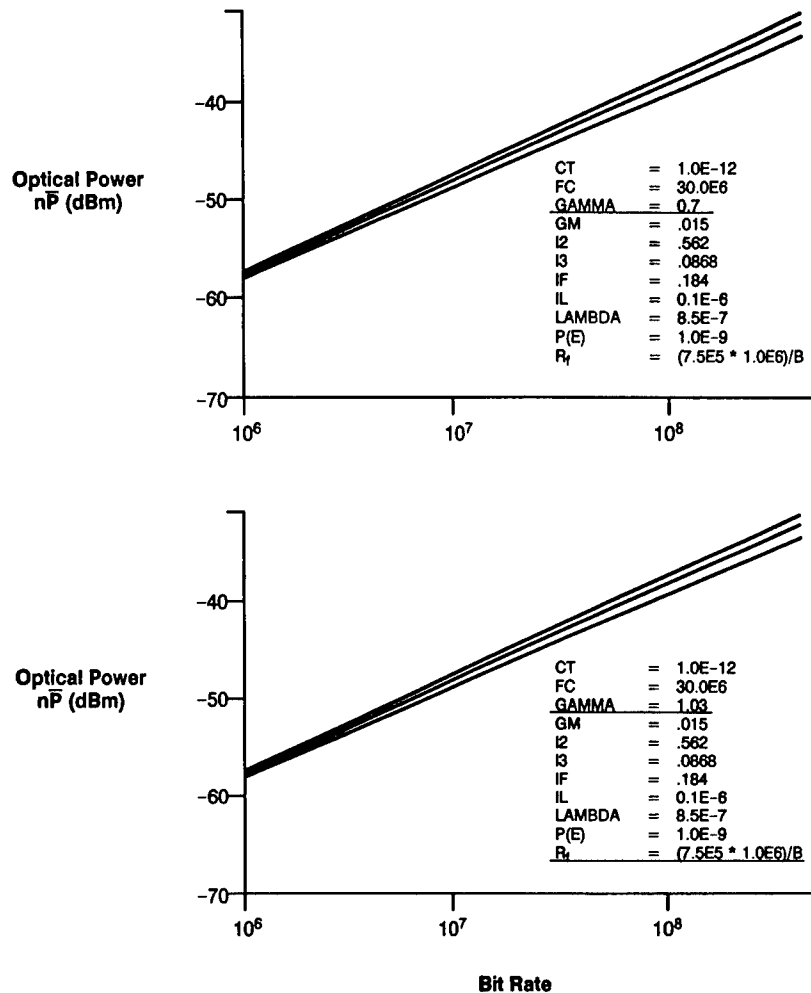 −40
Optical Power
nP̅ (dBm)
−50
−60
−70
10⁶
10⁷
10⁸
CT = 1.0E−12
FC = 30.0E6
GAMMA = 0.7
GM = .015
I2 = .562
I3 = .0868
IF = .184
IL = 0.1E−6
LAMBDA = 8.5E−7
P(E) = 1.0E−9
Rf = (7.5E5 * 1.0E6)/B
−40
Optical Power
nP̅ (dBm)
−50
−60
−70
10⁶
10⁷
10⁸
CT = 1.0E−12
FC = 30.0E6
GAMMA = 1.03
GM = .015
I2 = .562
I3 = .0868
IF = .184
IL = 0.1E−6
LAMBDA = 8.5E−7
P(E) = 1.0E−9
Rf = (7.5E5 * 1.0E6)/B
Bit Rate